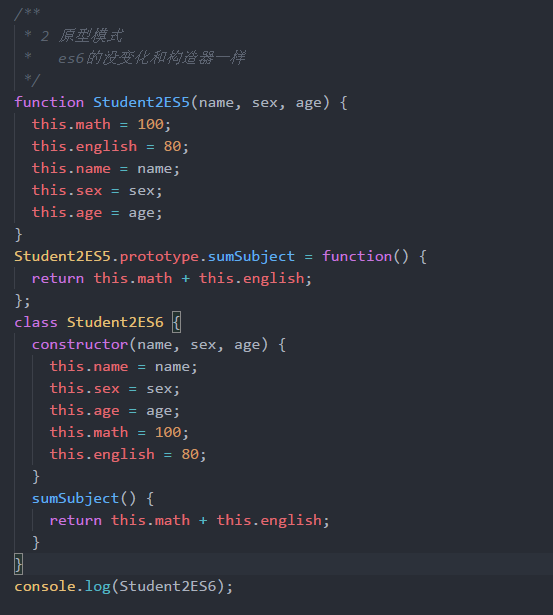 /**
 * 2 原型模式
 *   es6的没变化和构造器一样
 */
function Student2ES5(name, sex, age) {
  this.math = 100;
  this.english = 80;
  this.name = name;
  this.sex = sex;
  this.age = age;
}
Student2ES5.prototype.sumSubject = function() {
  return this.math + this.english;
};
class Student2ES6 {
  constructor(name, sex, age) {
    this.name = name;
    this.sex = sex;
    this.age = age;
    this.math = 100;
    this.english = 80;
  }
  sumSubject() {
    return this.math + this.english;
  }
}
console.log(Student2ES6);